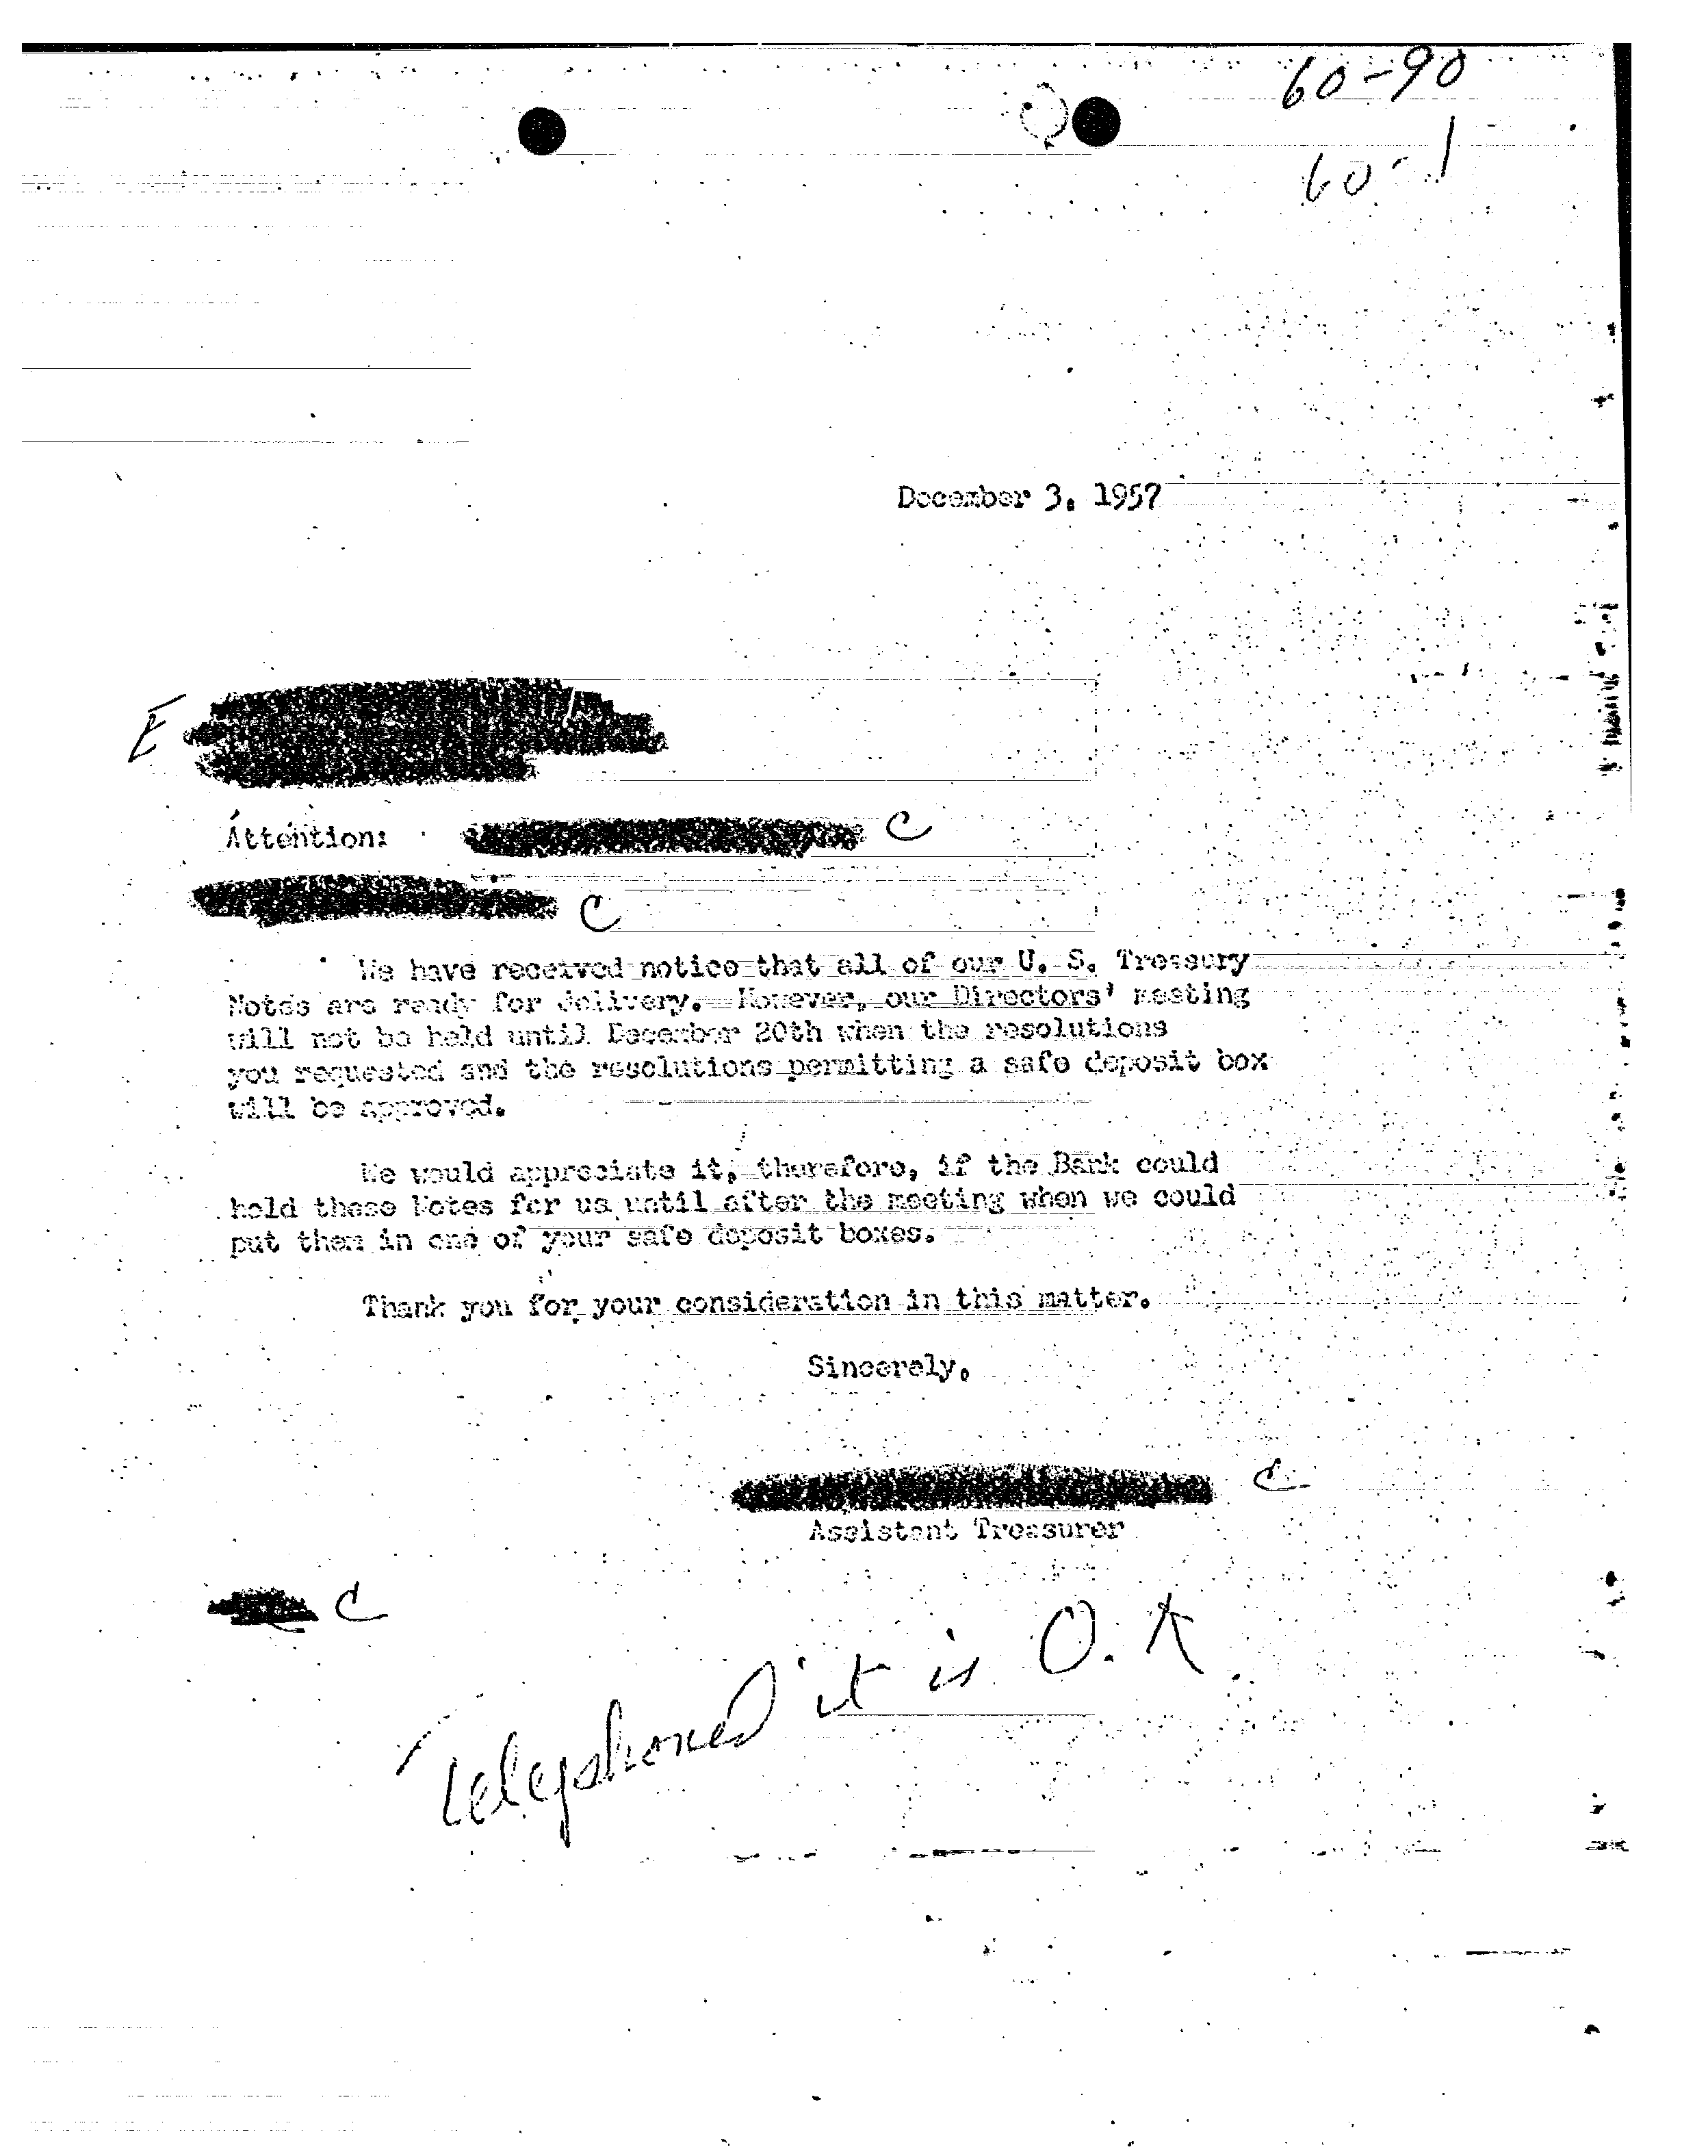 60-90
60-1
December 3, 1957
E
Attention: C
C
We have received notice that all of our U. S. Treasury
Notes are ready for delivery. However, our Directors' meeting
will not be held until December 20th when the resolutions
you requested and the resolutions permitting a safe deposit box
will be approved.
We would appreciate it, therefore, if the Bank could
hold these Notes for us until after the meeting when we could
put them in one of your safe deposit boxes.
Thank you for your consideration in this matter.
Sincerely,
C
Assistant Treasurer
C
Telephoned it is O.K